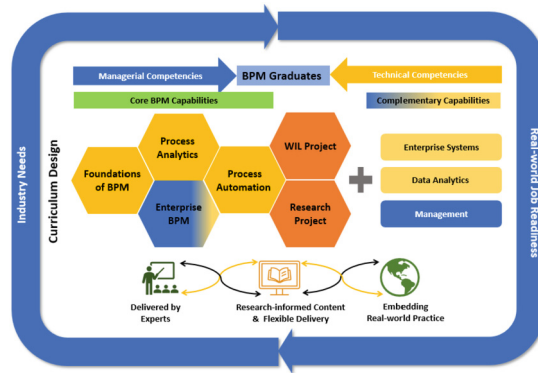 Managerial Competencies
BPM Graduates
Technical Competencies
Core BPM Capabilities
Complementary Capabilities
Industry Needs
Curriculum Design
Real-world Job Readiness
Foundations
of BPM
Process
Analytics
Enterprise
BPM
Process
Automation
WIL Project
Research
Project
Enterprise Systems
Data Analytics
Management
Delivered by
Experts
Research-informed Content
& Flexible Delivery
Embedding
Real-world Practice